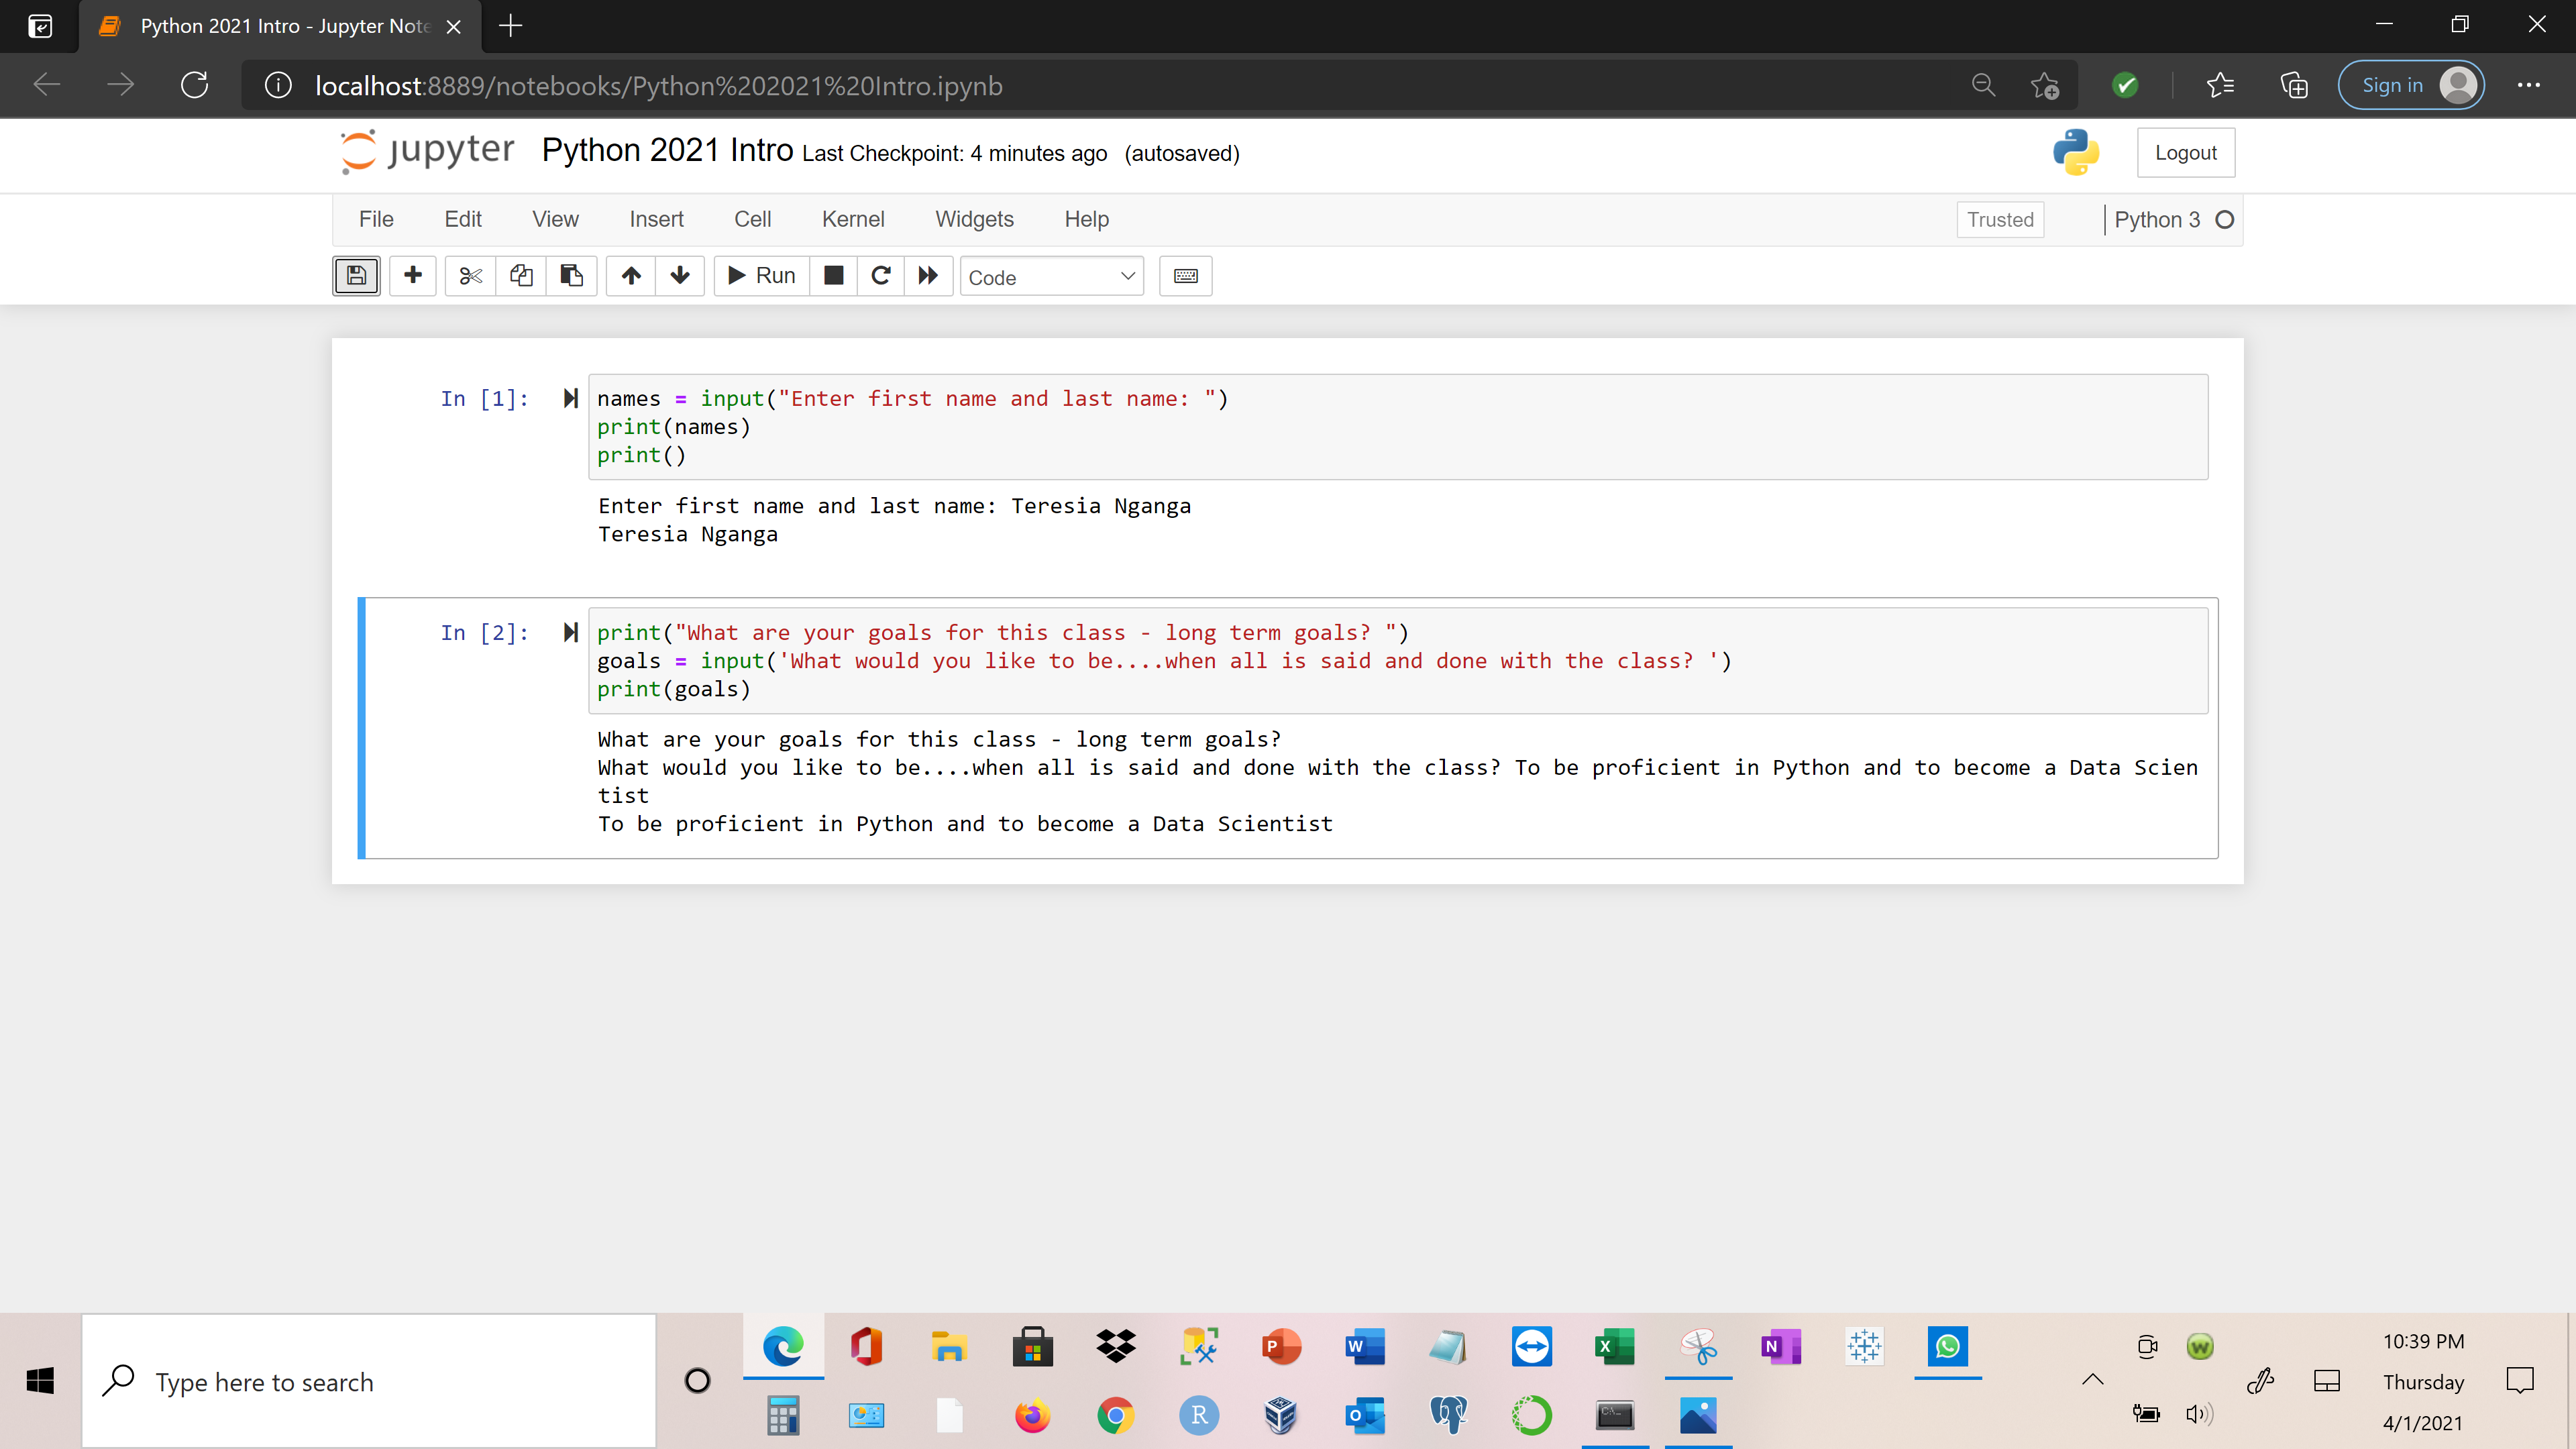 Python 2021 Intro - Jupyter Note
localhost:8889/notebooks/Python%202021%20Intro.ipynb
Sign in
jupyter Python 2021 Intro Last Checkpoint: 4 minutes ago (autosaved)
Logout
File Edit View Insert Cell Kernel Widgets Help
Trusted
Python 3
Run
Code
In [1]: names = input("Enter first name and last name: ")
print(names)
print()
Enter first name and last name: Teresia Nganga
Teresia Nganga
In [2]: print("What are your goals for this class - long term goals? ")
goals = input('What would you like to be....when all is said and done with the class? ')
print(goals)
What are your goals for this class - long term goals?
What would you like to be....when all is said and done with the class? To be proficient in Python and to become a Data Scien
tist
To be proficient in Python and to become a Data Scientist
Type here to search
10:39 PM
Thursday
4/1/2021